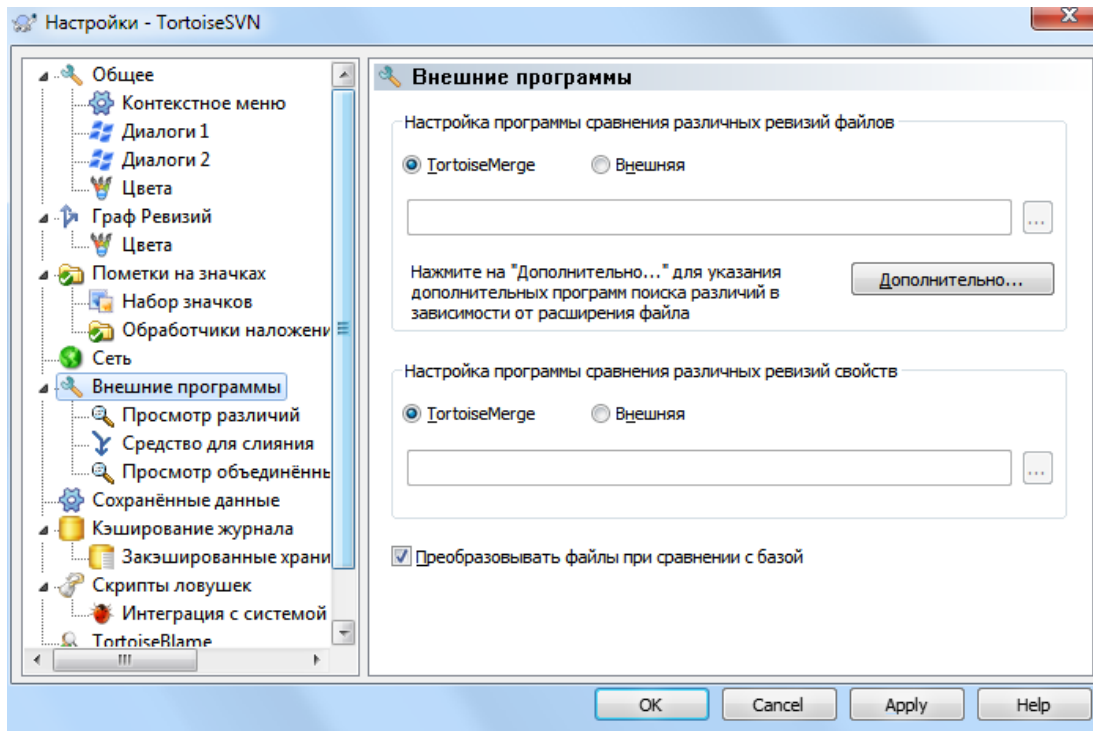 Настройки - TortoiseSVN
Общее
Контекстное меню
Диалоги 1
Диалоги 2
Цвета
Граф Ревизий
Цвета
Пометки на значках
Набор значков
Обработчики наложени
Сеть
Внешние программы
Просмотр различий
Средство для слияния
Просмотр объединённь
Сохранённые данные
Кэширование журнала
Закэшированные храни
Скрипты ловушек
Интеграция с системой
TortoiseBlame
Внешние программы
Настройка программы сравнения различных ревизий файлов
TortoiseMerge
Внешняя
...
Нажмите на "Дополнительно..." для указания
дополнительных программ поиска различий в
зависимости от расширения файла
Дополнительно...
Настройка программы сравнения различных ревизий свойств
TortoiseMerge
Внешняя
...
Преобразовывать файлы при сравнении с базой
OK
Cancel
Apply
Help